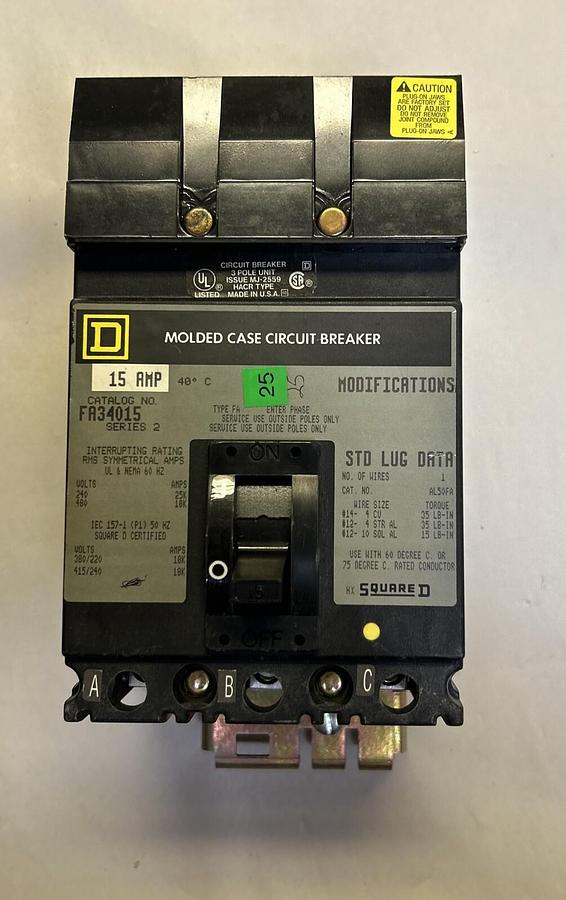 CAUTION
PLUG-ON JAWS
ARE FACTORY SET
DO NOT ADJUST
DO NOT REMOVE
JOINT COMPOUND
FROM
PLUG-ON JAWS
CIRCUIT BREAKER
3 POLE UNIT
ISSUE MJ-2559
HACR TYPE
MADE IN U.S.A.
UL ®
LISTED
SA ®
D
MOLDED CASE CIRCUIT BREAKER
15 AMP 40° C
25 25
CATALOG NO.
FA34015
SERIES 2
TYPE FA ENTER PHASE
SERVICE USE OUTSIDE POLES ONLY
SERVICE USE OUTSIDE POLES ONLY
INTERRUPTING RATING
RMS SYMMETRICAL AMPS
UL & NEMA 60 HZ
VOLTS AMPS
240 25K
480 18K
IEC 157-1 (P1) 50 HZ
SQUARE D CERTIFIED
VOLTS AMPS
380/220 18K
415/240 18K
MODIFICATIONS
STD LUG DATA
NO. OF WIRES 1
CAT. NO. AL50FA
WIRE SIZE TORQUE
#14- 4 CU 35 LB-IN
#12- 4 STR AL 35 LB-IN
#12- 10 SOL AL 15 LB-IN
USE WITH 60 DEGREE C. OR
75 DEGREE C. RATED CONDUCTOR
HX SQUARE D
ON
15
OFF
A B C